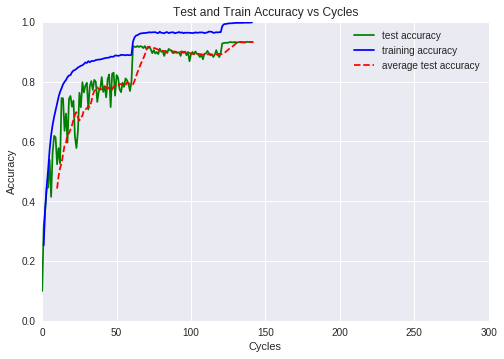 Test and Train Accuracy vs Cycles
1.0
0.8
0.6
0.4
0.2
0.0
Accuracy
test accuracy
training accuracy
average test accuracy
0 50 100 150 200 250 300
Cycles